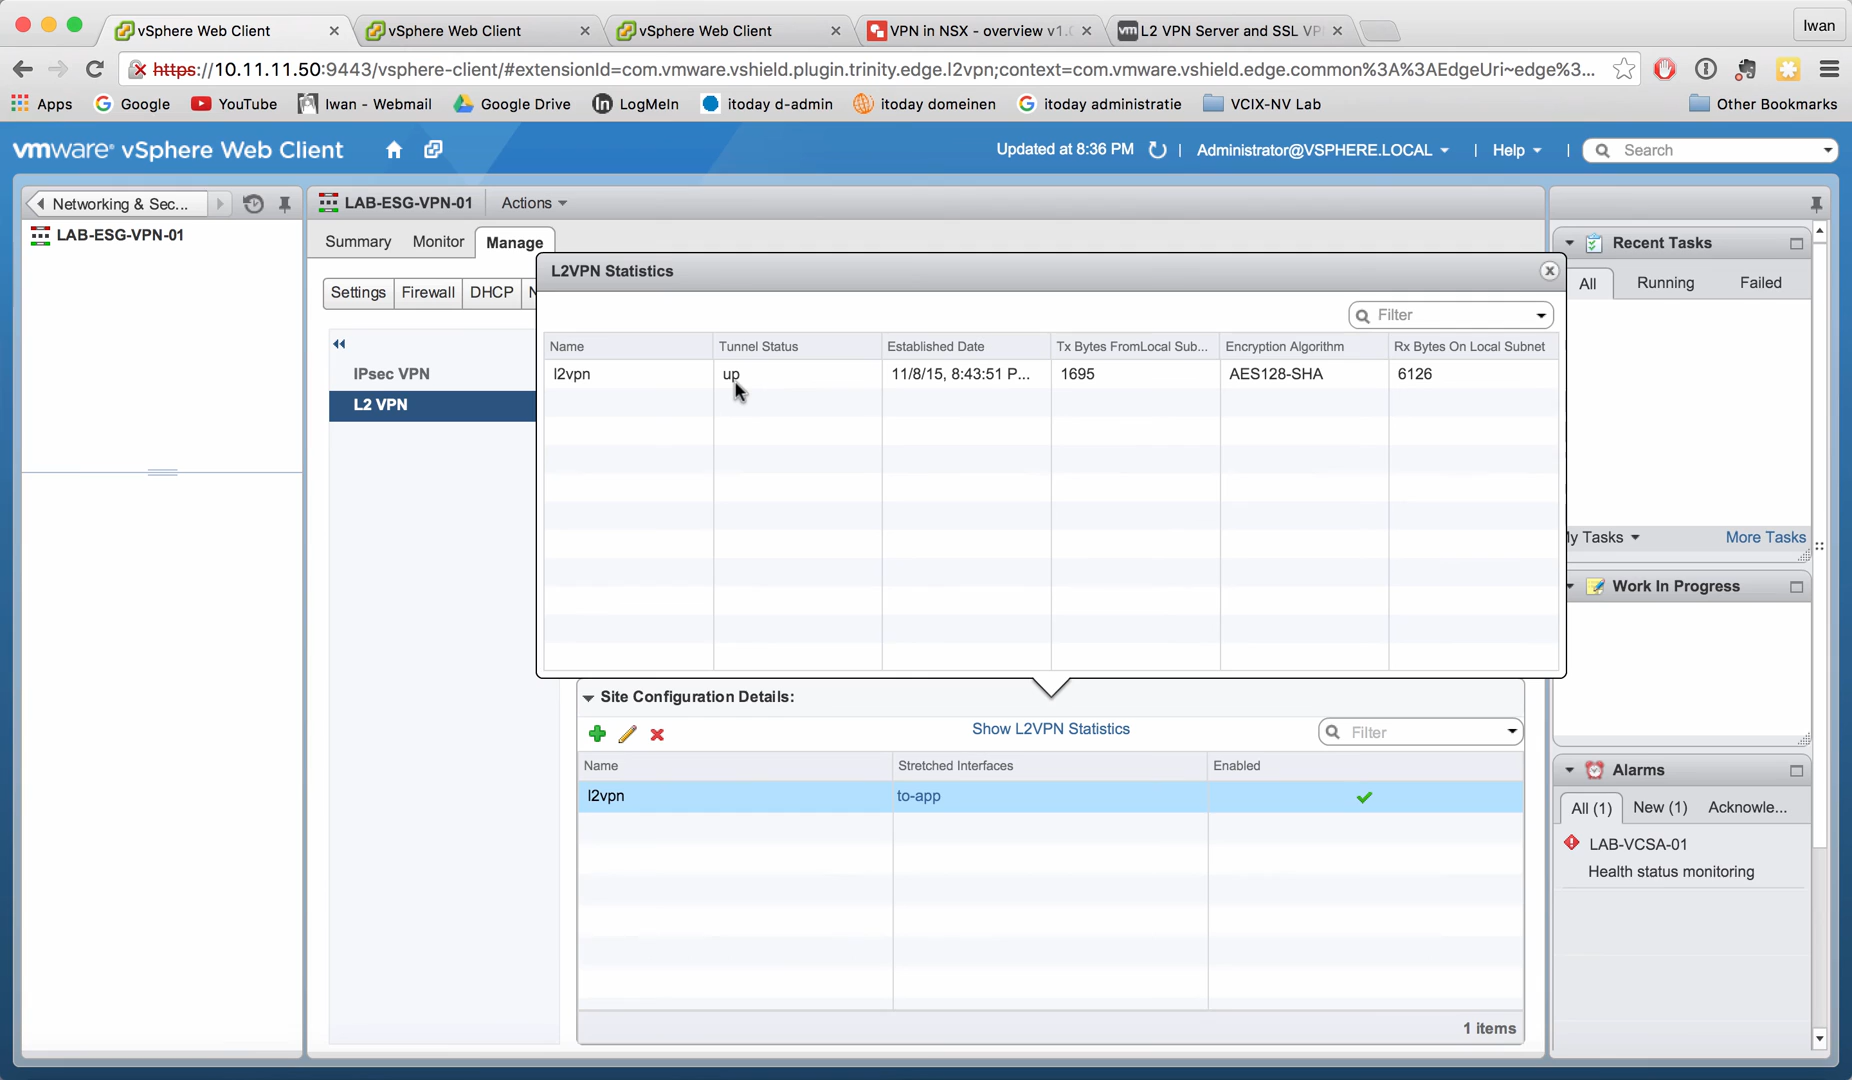 vSphere Web Client
vSphere Web Client
vSphere Web Client
VPN in NSX - overview v1.0
L2 VPN Server and SSL VP
Iwan
https://10.11.11.50:9443/vsphere-client/#extensionId=com.vmware.vshield.plugin.trinity.edge.l2vpn;context=com.vmware.vshield.edge.common%3A%3AEdgeUri~edge%3...
Apps
Google
YouTube
Iwan - Webmail
Google Drive
LogMeIn
itoday d-admin
itoday domeinen
itoday administratie
VCIX-NV Lab
Other Bookmarks
vmware® vSphere Web Client
Updated at 8:36 PM
Administrator@VSPHERE.LOCAL
Help
Search
Networking & Sec...
LAB-ESG-VPN-01
LAB-ESG-VPN-01
Actions
Summary
Monitor
Manage
Settings
Firewall
DHCP
IPsec VPN
L2 VPN
L2VPN Statistics
Filter
Name
Tunnel Status
Established Date
Tx Bytes FromLocal Sub...
Encryption Algorithm
Rx Bytes On Local Subnet
l2vpn
up
11/8/15, 8:43:51 P...
1695
AES128-SHA
6126
Site Configuration Details:
Show L2VPN Statistics
Filter
Name
Stretched Interfaces
Enabled
l2vpn
to-app
1 items
Recent Tasks
All
Running
Failed
My Tasks
More Tasks
Work In Progress
Alarms
All (1)
New (1)
Acknowle...
LAB-VCSA-01
Health status monitoring